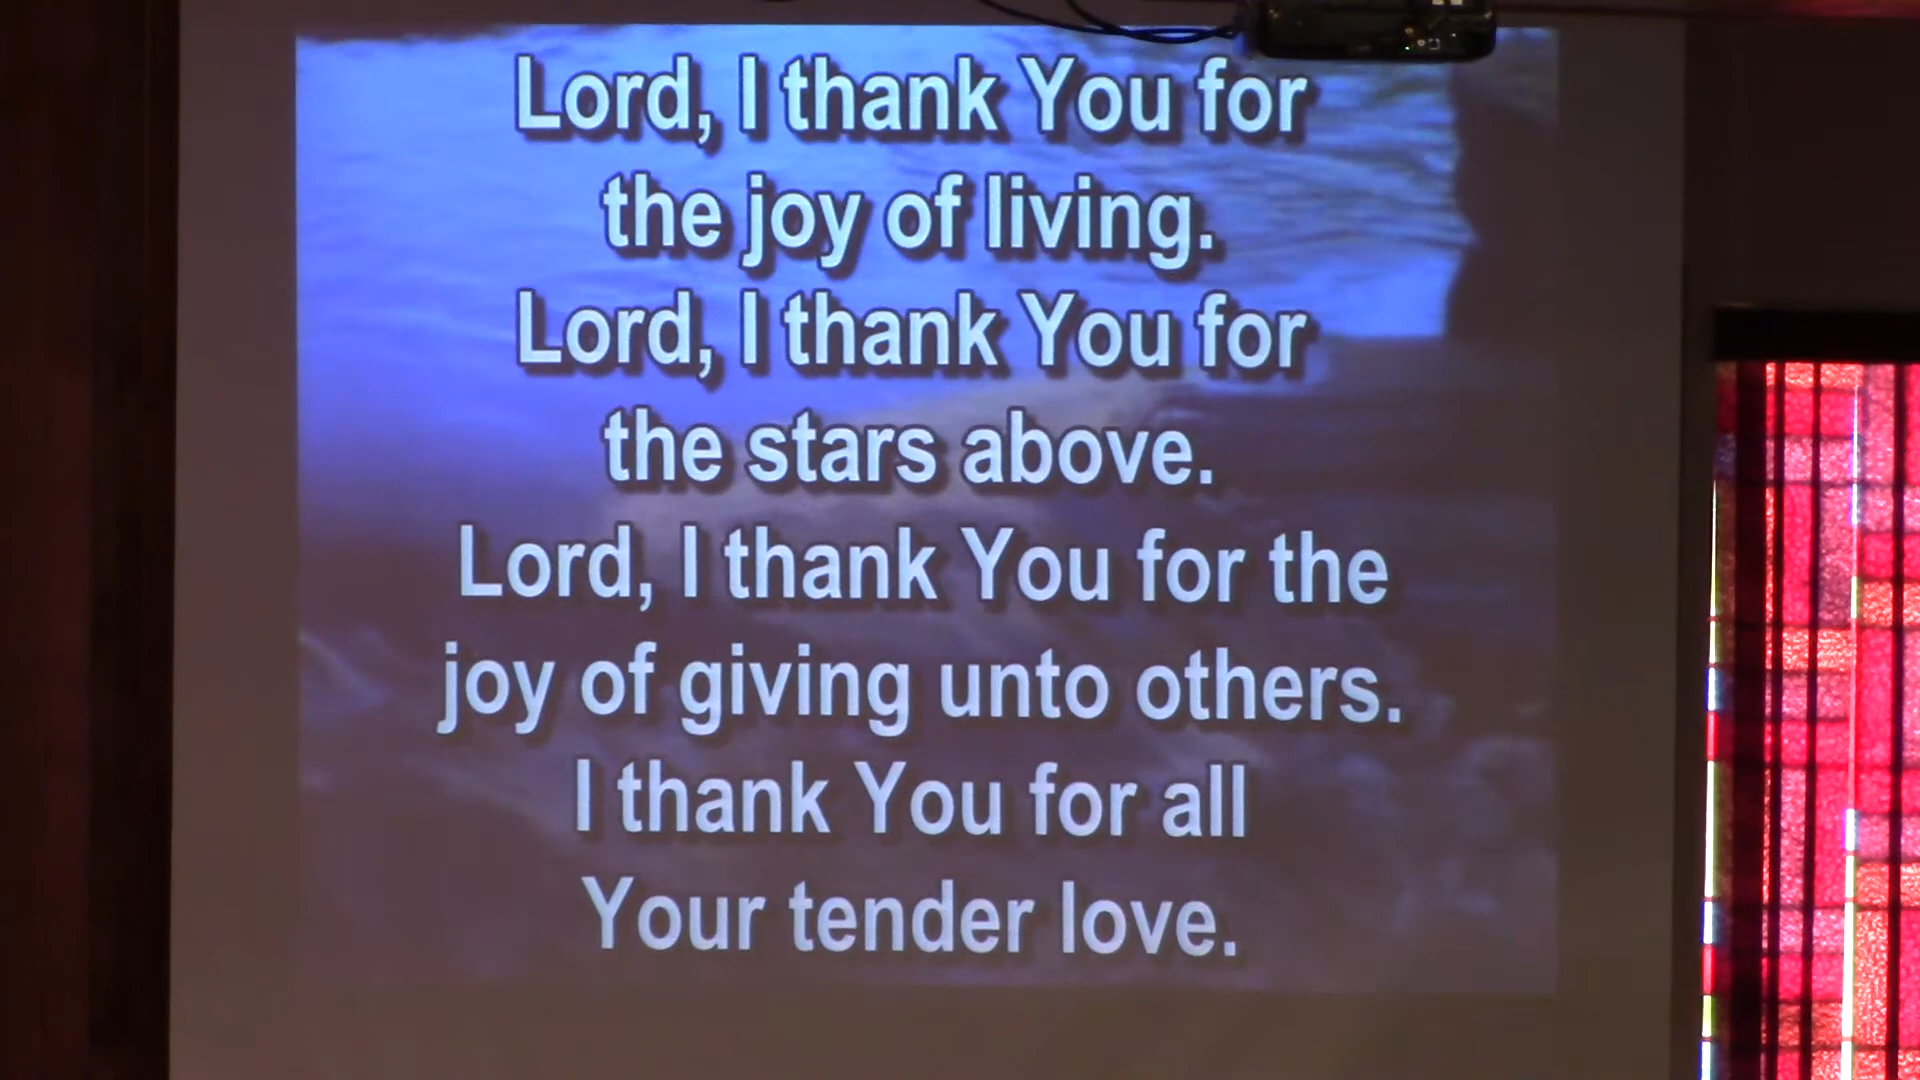 Lord, I thank You for
the joy of living.
Lord, I thank You for
the stars above.
Lord, I thank You for the
joy of giving unto others.
I thank You for all
Your tender love.